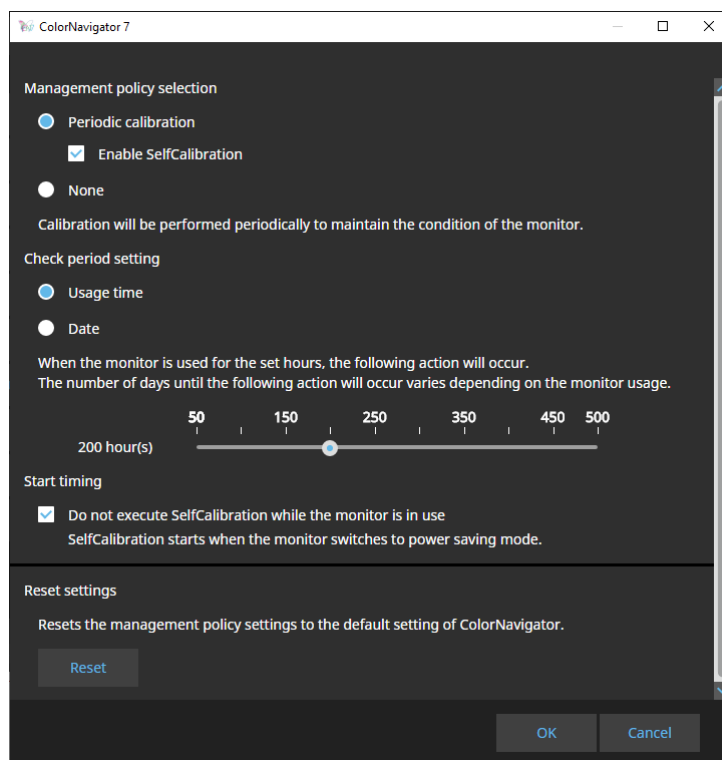 ColorNavigator 7
Management policy selection
Periodic calibration
Enable SelfCalibration
None
Calibration will be performed periodically to maintain the condition of the monitor.
Check period setting
Usage time
Date
When the monitor is used for the set hours, the following action will occur.
The number of days until the following action will occur varies depending on the monitor usage.
50 150 250 350 450 500
200 hour(s)
Start timing
Do not execute SelfCalibration while the monitor is in use
SelfCalibration starts when the monitor switches to power saving mode.
Reset settings
Resets the management policy settings to the default setting of ColorNavigator.
Reset
OK Cancel